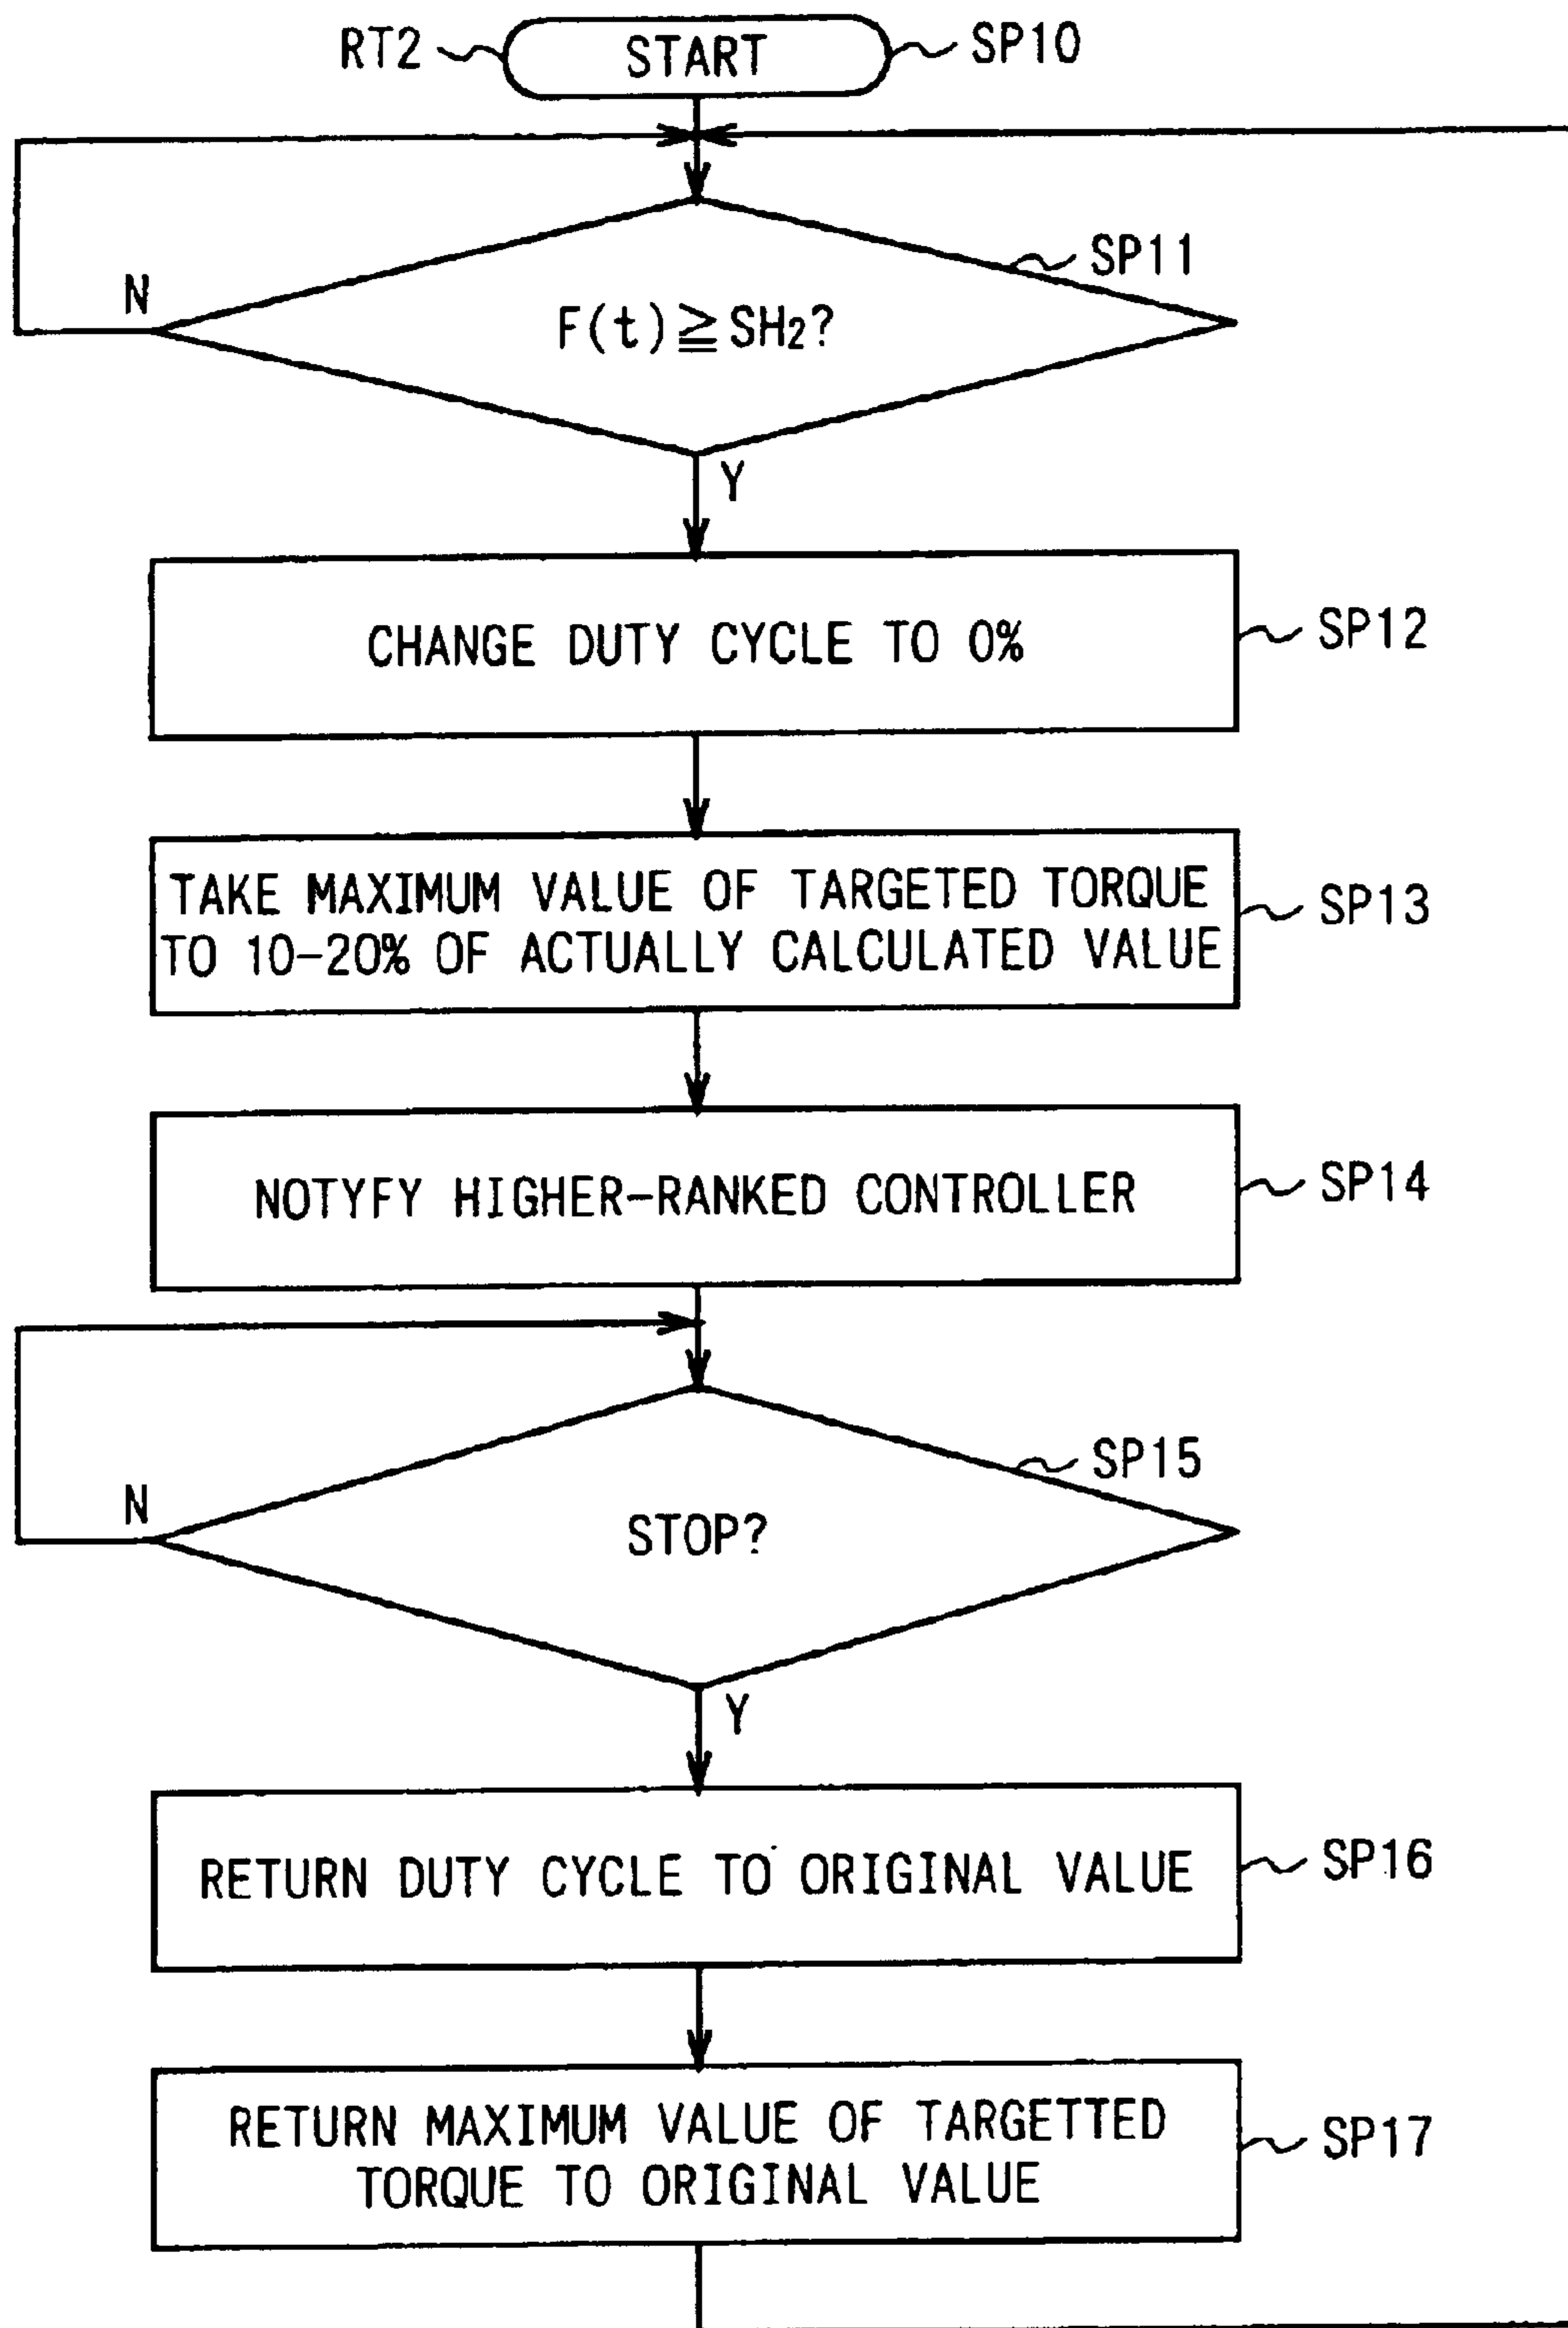 RT2
START
SP10
SP11
N
F(t)≧SH2?
Y
CHANGE DUTY CYCLE TO 0%
SP12
TAKE MAXIMUM VALUE OF TARGETED TORQUE
TO 10-20% OF ACTUALLY CALCULATED VALUE
SP13
NOTYFY HIGHER-RANKED CONTROLLER
SP14
SP15
N
STOP?
Y
RETURN DUTY CYCLE TO ORIGINAL VALUE
SP16
RETURN MAXIMUM VALUE OF TARGETTED
TORQUE TO ORIGINAL VALUE
SP17